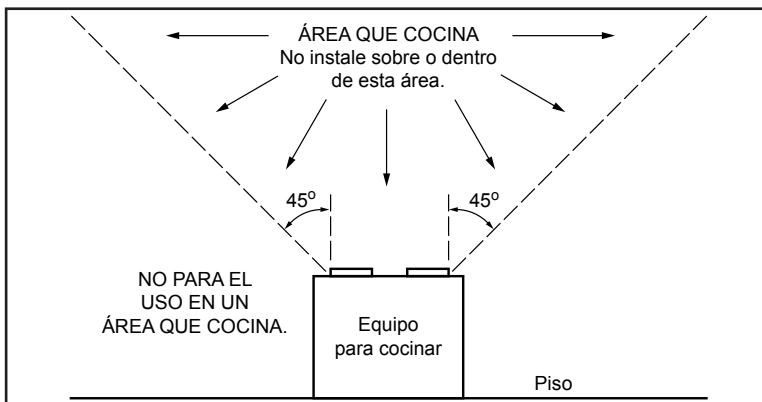 ÁREA QUE COCINA
No instale sobre o dentro
de esta área.
45º
45º
NO PARA EL
USO EN UN
ÁREA QUE COCINA.
Equipo
para cocinar
Piso